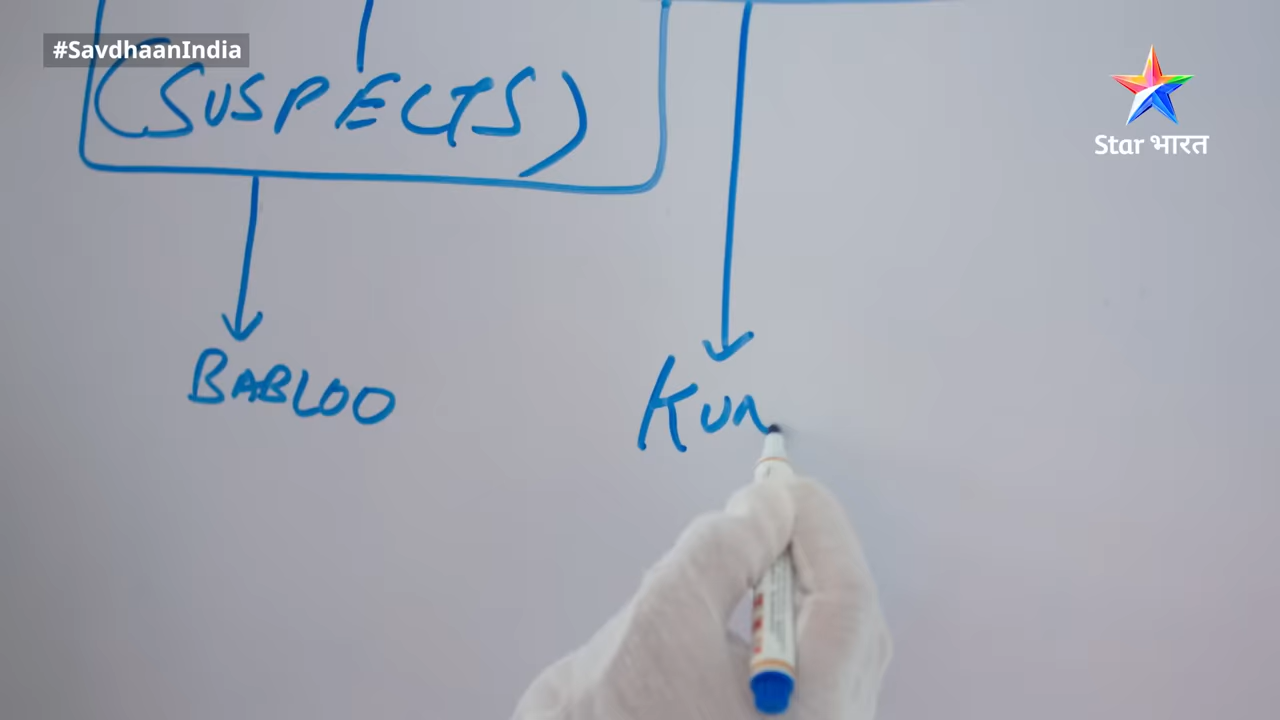 #SavdhaanIndia
Star भारत
(SUSPECTS)
BABLOO
KUN